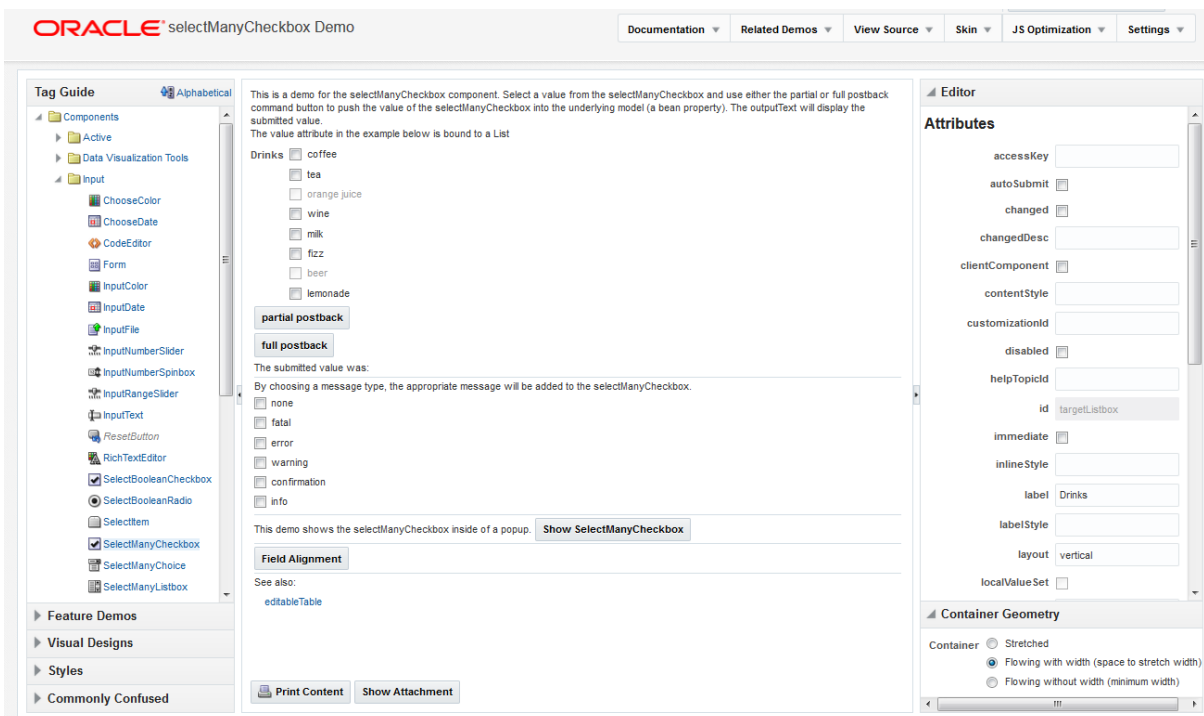 ORACLE selectManyCheckbox Demo
Documentation
Related Demos
View Source
Skin
JS Optimization
Settings
Tag Guide
Alphabetical
Components
Active
Data Visualization Tools
Input
ChooseColor
ChooseDate
CodeEditor
Form
InputColor
InputDate
InputFile
InputNumberSlider
InputNumberSpinbox
InputRangeSlider
InputText
ResetButton
RichTextEditor
SelectBooleanCheckbox
SelectBooleanRadio
SelectItem
SelectManyCheckbox
SelectManyChoice
SelectManyListbox
Feature Demos
Visual Designs
Styles
Commonly Confused
This is a demo for the selectManyCheckbox component. Select a value from the selectManyCheckbox and use either the partial or full postback
command button to push the value of the selectManyCheckbox into the underlying model (a bean property). The outputText will display the
submitted value.
The value attribute in the example below is bound to a List
Drinks coffee
tea
orange juice
wine
milk
fizz
beer
lemonade
partial postback
full postback
The submitted value was:
By choosing a message type, the appropriate message will be added to the selectManyCheckbox.
none
fatal
error
warning
confirmation
info
This demo shows the selectManyCheckbox inside of a popup. Show SelectManyCheckbox
Field Alignment
See also:
editableTable
Print Content
Show Attachment
Editor
Attributes
accessKey
autoSubmit
changed
changedDesc
clientComponent
contentStyle
customizationId
disabled
helpTopicId
id targetListbox
immediate
inlineStyle
label Drinks
labelStyle
layout vertical
localValueSet
Container Geometry
Container Stretched
Flowing with width (space to stretch width)
Flowing without width (minimum width)